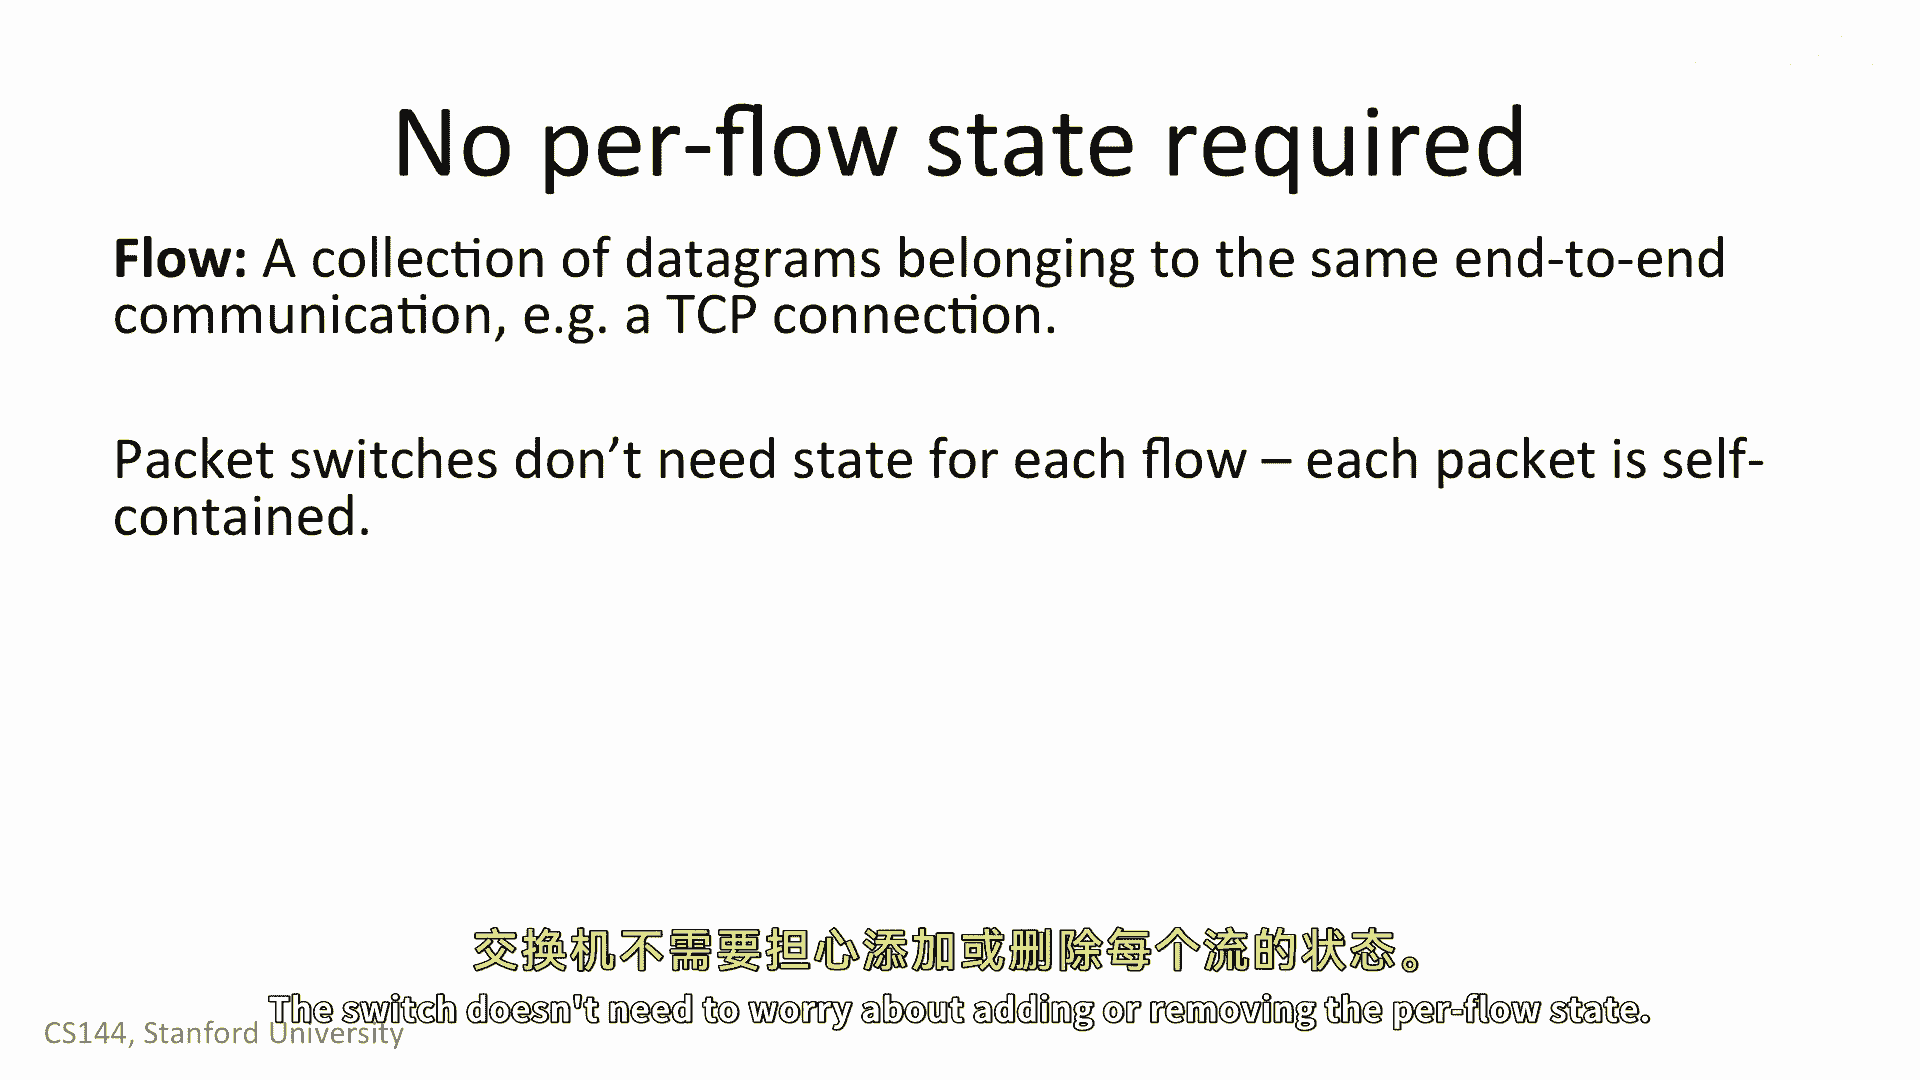 No per-flow state required
Flow: A collection of datagrams belonging to the same end-to-end
communication, e.g. a TCP connection.
Packet switches don’t need state for each flow – each packet is self-
contained.
交换机不需要担心添加或删除每个流的状态。
The switch doesn't need to worry about adding or removing the per-flow state.
CS144, Stanford University